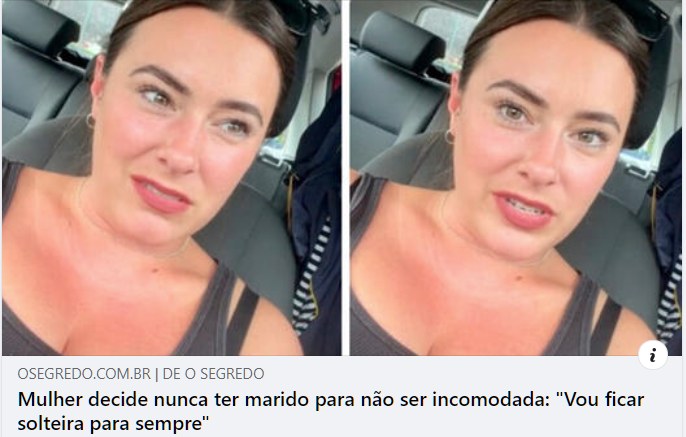 OSEGREDO.COM.BR | DE O SEGREDO
Mulher decide nunca ter marido para não ser incomodada: "Vou ficar
solteira para sempre"